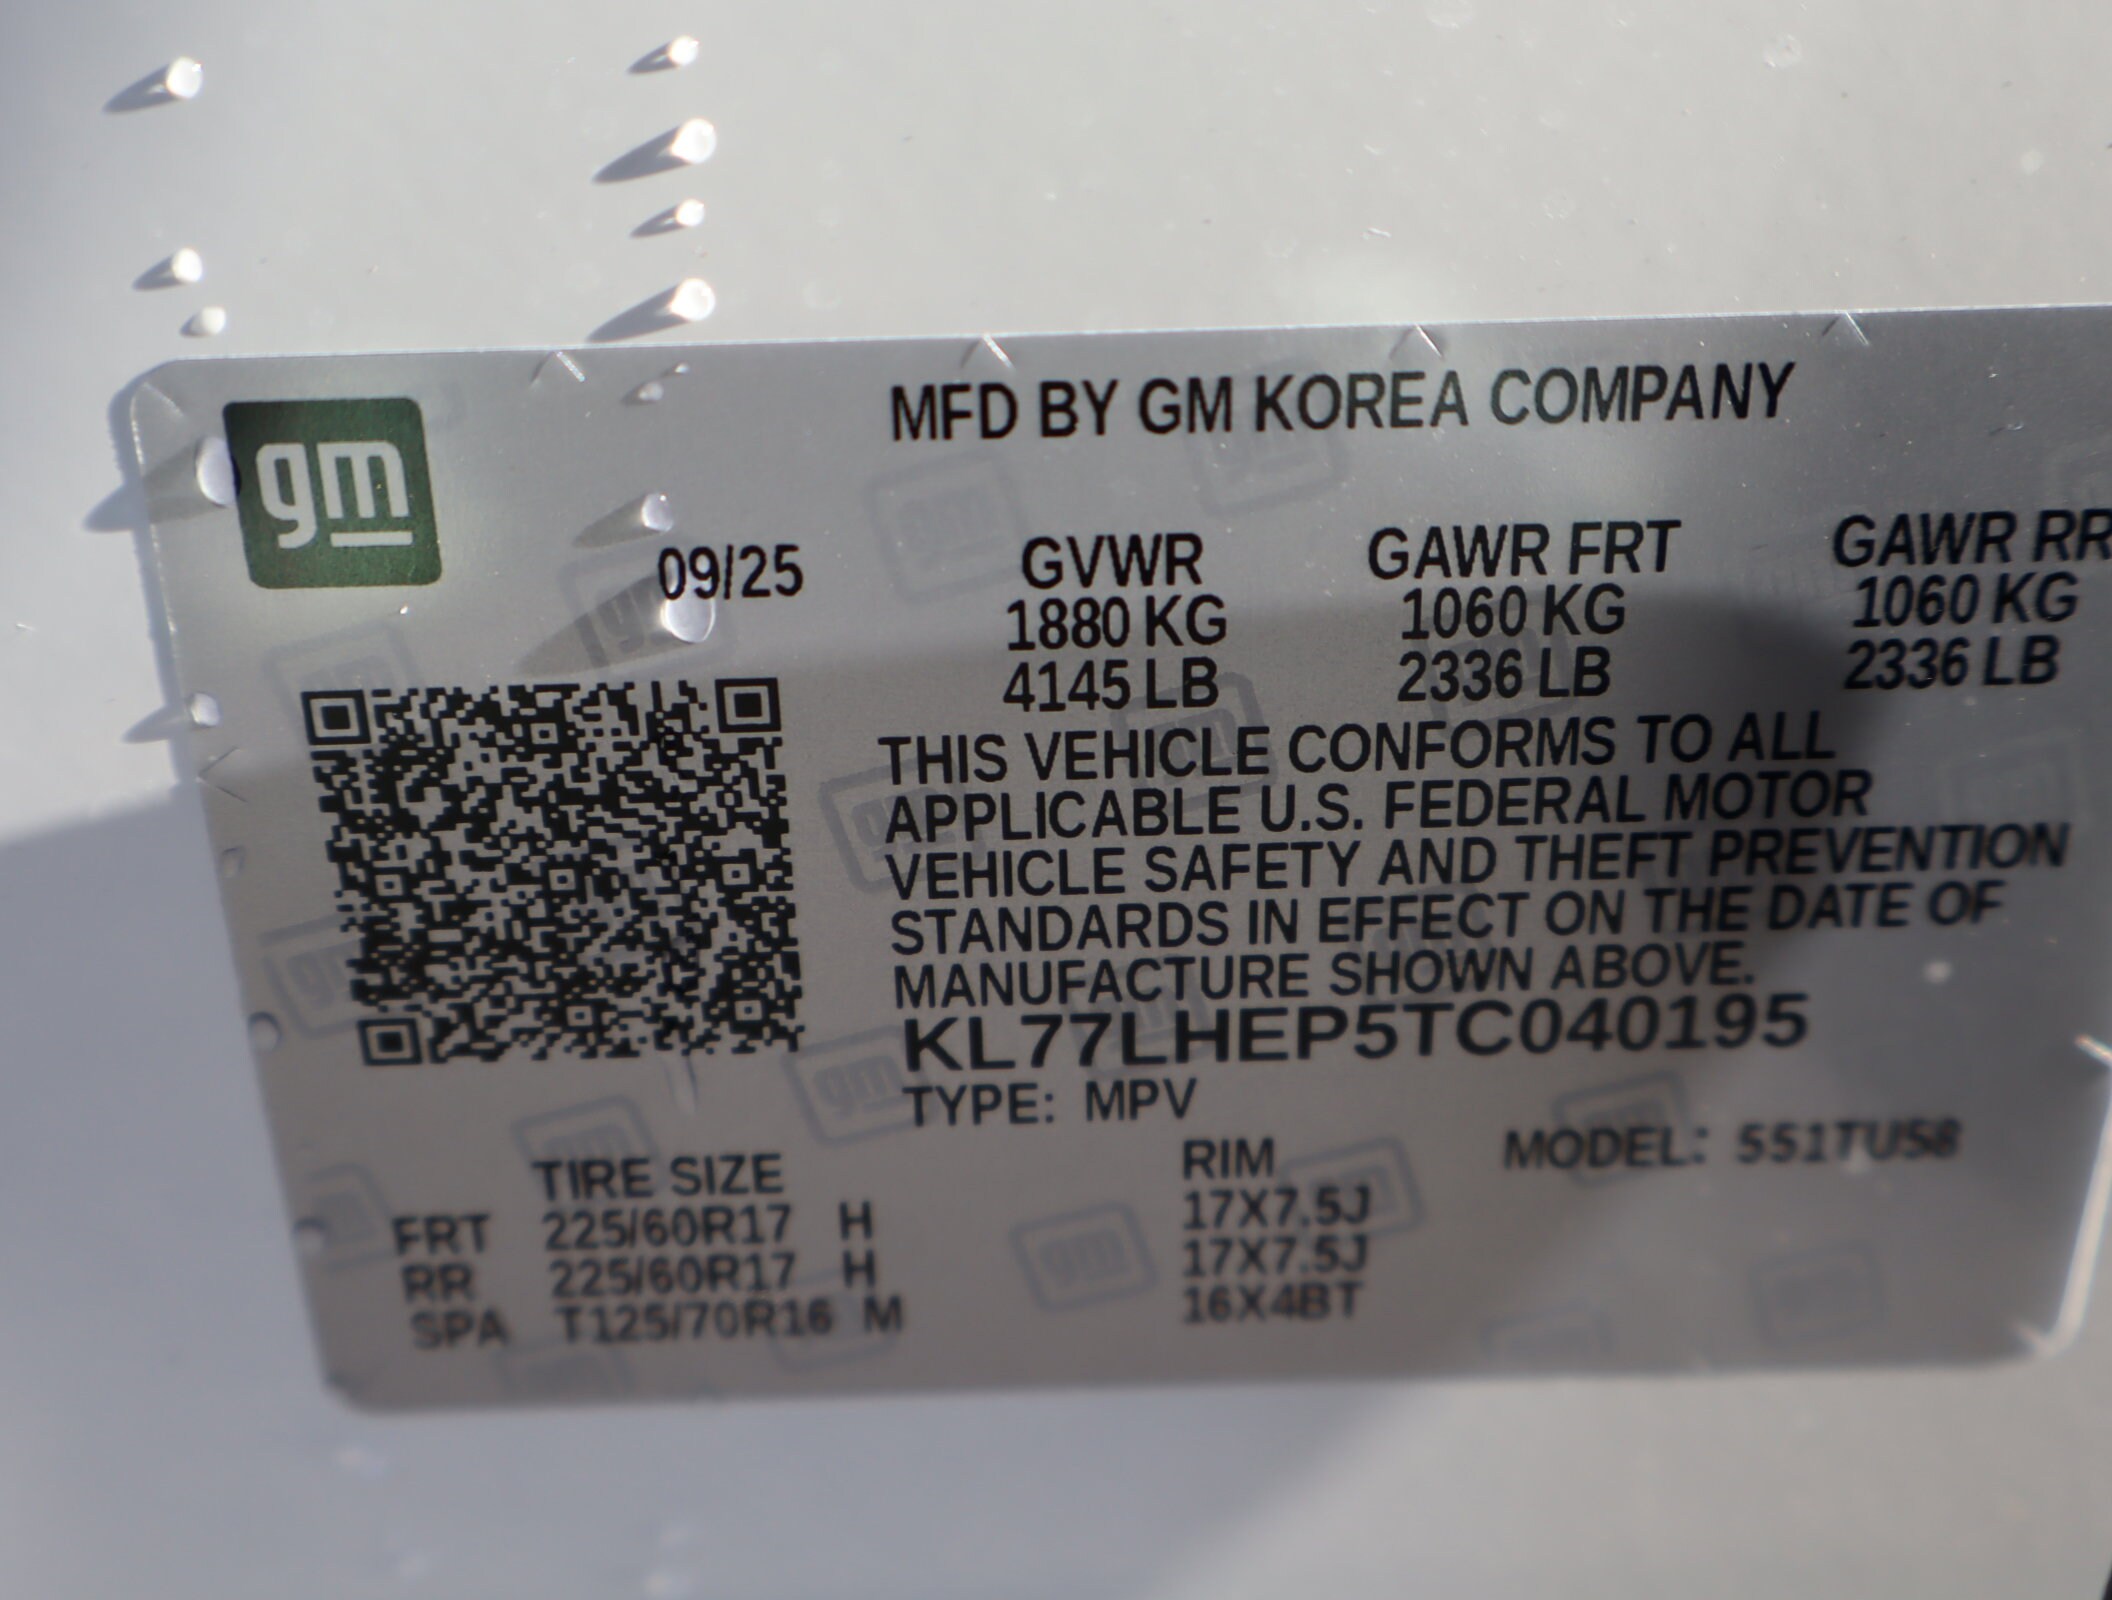 gm
MFD BY GM KOREA COMPANY
09/25
GVWR GAWR FRT GAWR RR
1880 KG 1060 KG 1060 KG
4145 LB 2336 LB 2336 LB
THIS VEHICLE CONFORMS TO ALL
APPLICABLE U.S. FEDERAL MOTOR
VEHICLE SAFETY AND THEFT PREVENTION
STANDARDS IN EFFECT ON THE DATE OF
MANUFACTURE SHOWN ABOVE.
KL77LHEP5TC040195
TYPE: MPV
MODEL: 551TU58
TIRE SIZE RIM
FRT 225/60R17 H 17X7.5J
RR 225/60R17 H 17X7.5J
SPA T125/70R16 M 16X4BT